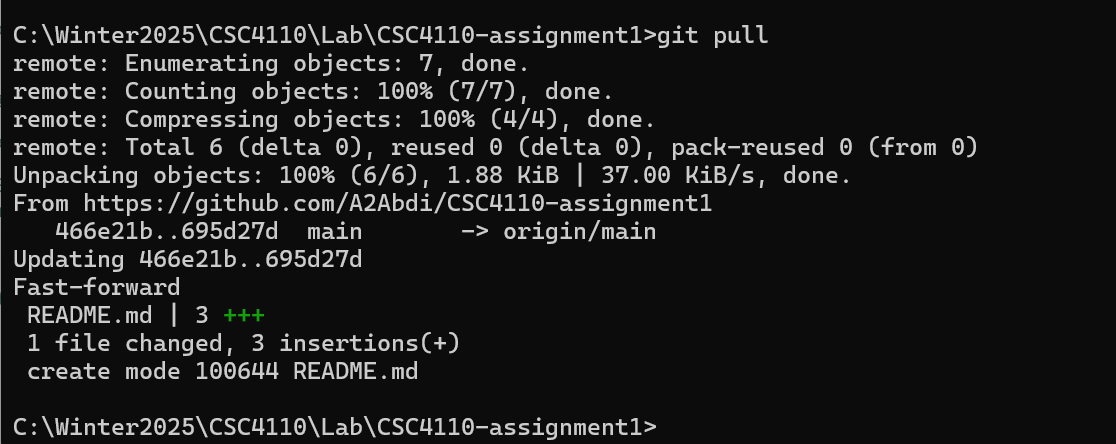 C:\Winter2025\CSC4110\Lab\CSC4110-assignment1>git pull
remote: Enumerating objects: 7, done.
remote: Counting objects: 100% (7/7), done.
remote: Compressing objects: 100% (4/4), done.
remote: Total 6 (delta 0), reused 0 (delta 0), pack-reused 0 (from 0)
Unpacking objects: 100% (6/6), 1.88 KiB | 37.00 KiB/s, done.
From https://github.com/A2Abdi/CSC4110-assignment1
   466e21b..695d27d  main       -> origin/main
Updating 466e21b..695d27d
Fast-forward
 README.md | 3 +++
 1 file changed, 3 insertions(+)
 create mode 100644 README.md
C:\Winter2025\CSC4110\Lab\CSC4110-assignment1>